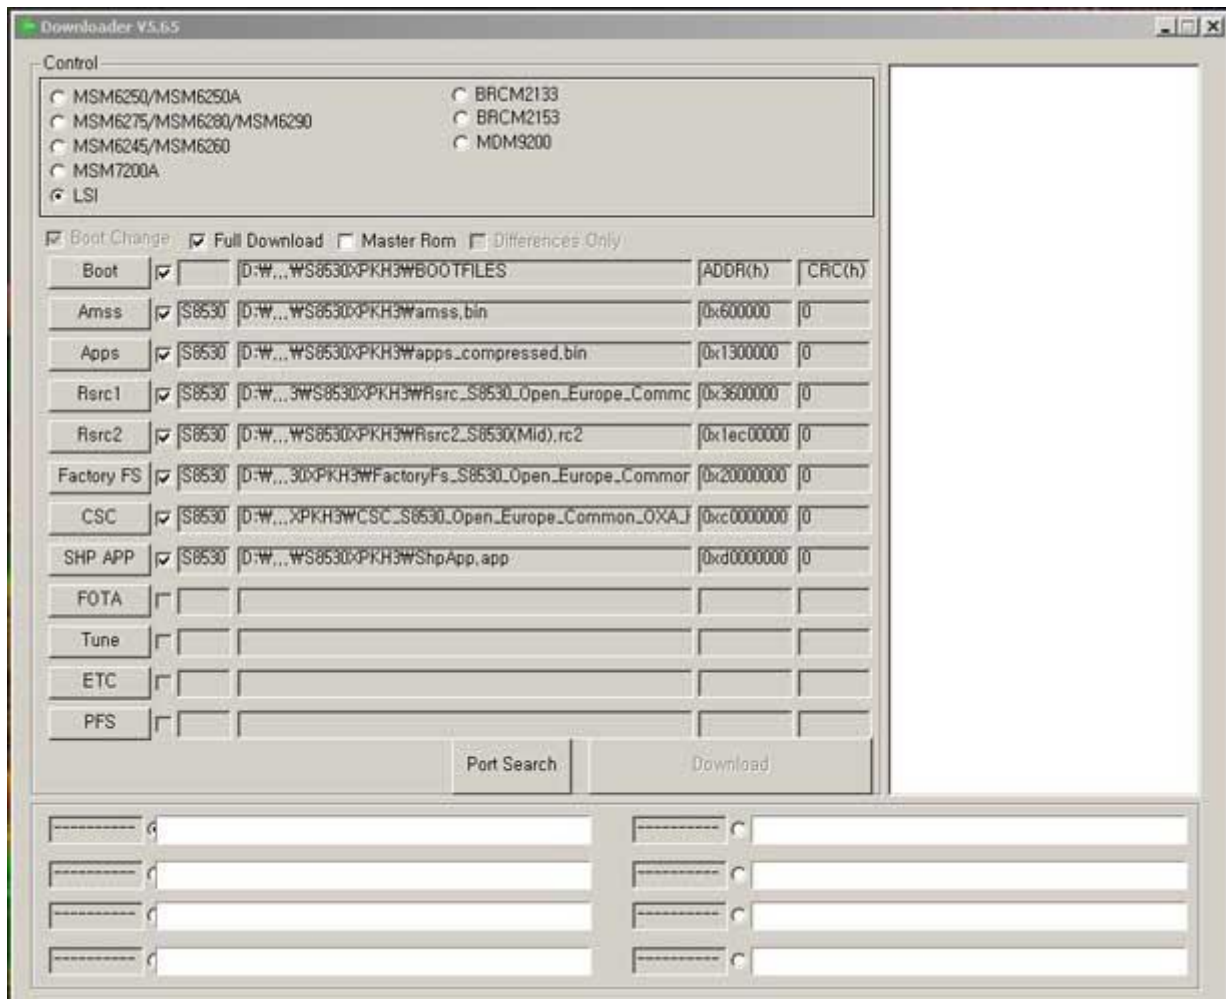 Downloader V5.65
Control
MSM6250/MSM6250A
MSM6275/MSM6280/MSM6290
MSM6245/MSM6260
MSM7200A
LSI
BRCM2133
BRCM2153
MDM9200
Boot Change Full Download Master Rom Differences Only
Boot D:₩,,,₩S8530XPKH3₩BOOTFILES ADDR(h) CRC(h)
Amss S8530 D:₩,,,₩S8530XPKH3₩amss,bin 0x600000 0
Apps S8530 D:₩,,,₩S8530XPKH3₩apps_compressed,bin 0x1300000 0
Rsrc1 S8530 D:₩,,,3₩S8530XPKH3₩Rsrc_S8530_Open_Europe_Commc 0x3600000 0
Rsrc2 S8530 D:₩,,,₩S8530XPKH3₩Rsrc2_S8530(Mid),rc2 0x1ec00000 0
Factory FS S8530 D:₩,,,30XPKH3₩FactoryFs_S8530_Open_Europe_Commor 0x20000000 0
CSC S8530 D:₩,,,XPKH3₩CSC_S8530_Open_Europe_Common_OXA_ 0xc0000000 0
SHP APP S8530 D:₩,,,₩S8530XPKH3₩ShpApp,app 0xd0000000 0
FOTA
Tune
ETC
PFS
Port Search Download
---------- ----------
---------- ----------
---------- ----------
---------- ----------